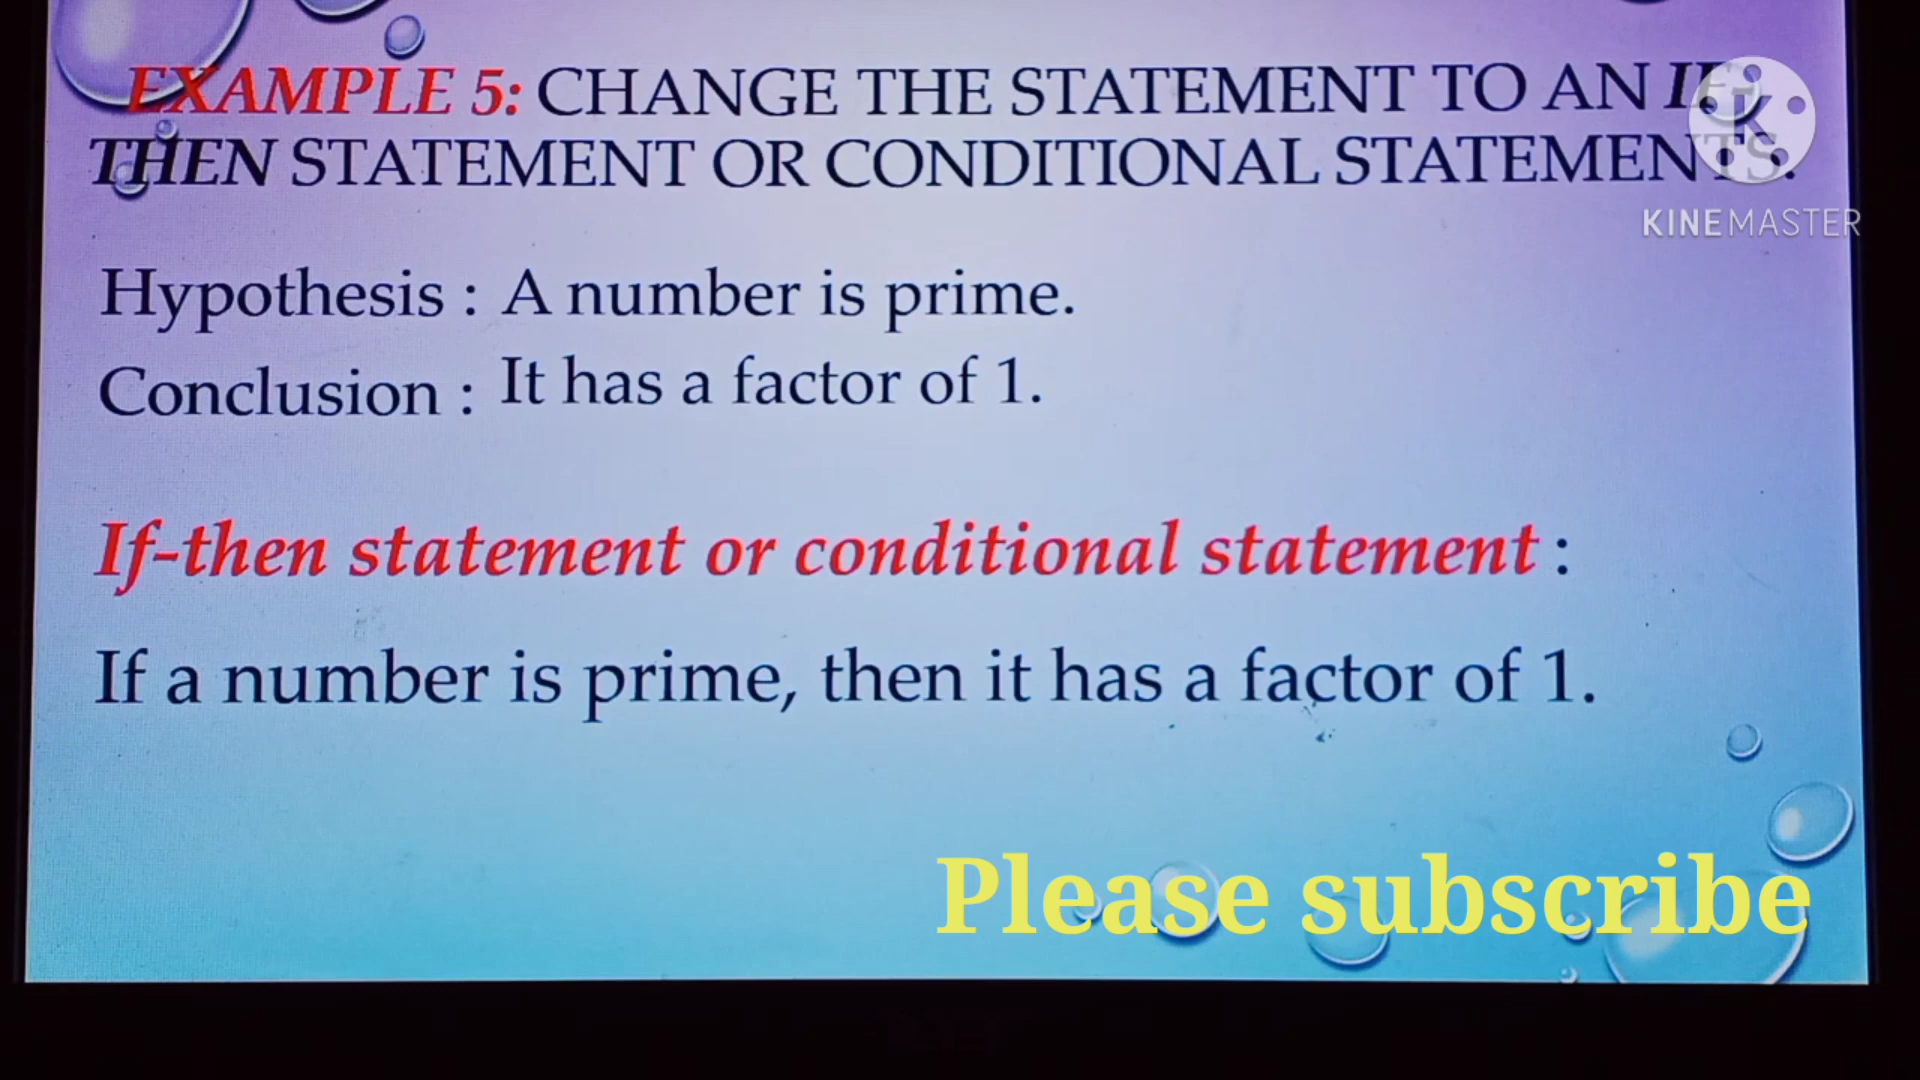 EXAMPLE 5: CHANGE THE STATEMENT TO AN IF-
THEN STATEMENT OR CONDITIONAL STATEMENTS.
KINEMASTER
Hypothesis : A number is prime.
Conclusion : It has a factor of 1.
If-then statement or conditional statement :
If a number is prime, then it has a factor of 1.
Please subscribe